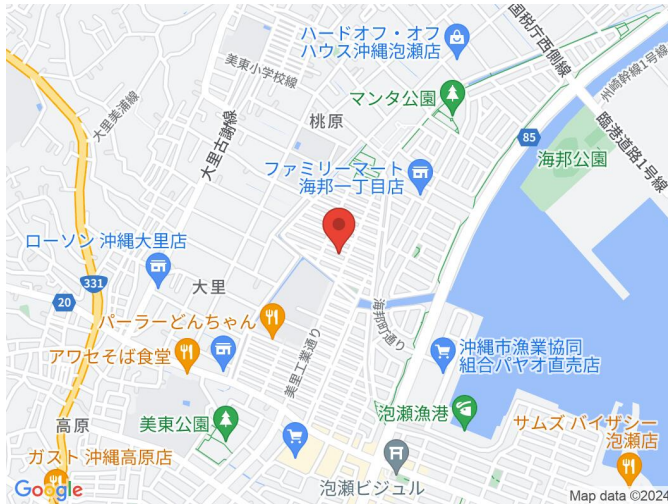 ハードオフ・オフ
ハウス沖縄泡瀬店
国税庁西側線
州崎幹線1号
美東小学校線
大里美浦線
マンタ公園
桃原
大里古謝線
85
臨港道路1号線
海邦公園
ファミリーマート
海邦一丁目店
ローソン 沖縄大里店
331
大里
20
パーラーどんちゃん
海邦町通り
美里工業通り
アワセそば食堂
沖縄市漁業協同
組合パヤオ直売店
美東公園
高原
泡瀬漁港
サムズ バイザシー
泡瀬店
ガスト 沖縄高原店
泡瀬ビジュル
Google
Map data ©2024